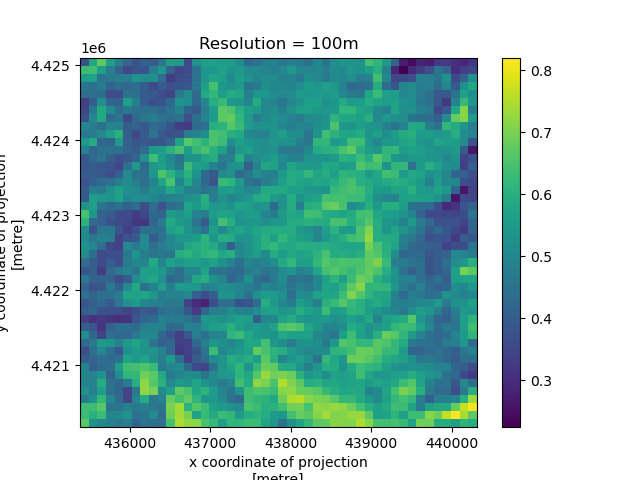 Resolution = 100m
1e6
4.425
4.424
4.423
4.422
4.421
y coordinate of projection
[metre]
436000 437000 438000 439000 440000
x coordinate of projection
[metre]
0.8
0.7
0.6
0.5
0.4
0.3